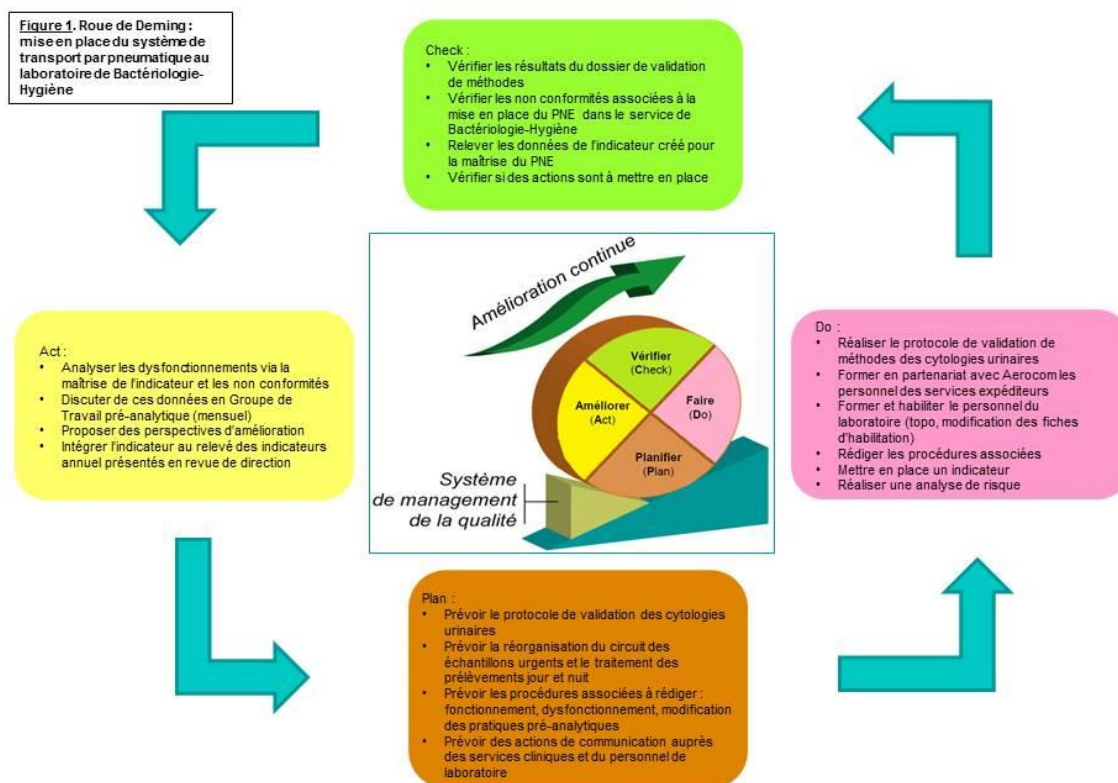 Figure 1. Roue de Deming :
mise en place du système de
transport par pneumatique au
laboratoire de Bactériologie-
Hygiène
Check :
• Vérifier les résultats du dossier de validation
de méthodes
• Vérifier les non conformités associées à la
mise en place du PNE dans le service de
Bactériologie-Hygiène
• Relever les données de l'indicateur créé pour
la maîtrise du PNE
• Vérifier si des actions sont à mettre en place
Act :
• Analyser les dysfonctionnements via la
maîtrise de l'indicateur et les non conformités
• Discuter de ces données en Groupe de
Travail pré-analytique (mensuel)
• Proposer des perspectives d'amélioration
• Intégrer l'indicateur au relevé des indicateurs
annuel présentés en revue de direction
Amélioration continue
Vérifier
(Check)
Améliorer
(Act)
Faire
(Do)
Planifier
(Plan)
Système
de management
de la qualité
Do :
• Réaliser le protocole de validation de
méthodes des cytologies urinaires
• Former en partenariat avec Aerocom les
personnel des services expéditeurs
• Former et habiliter le personnel du
laboratoire (topo, modification des fiches
d'habilitation)
• Rédiger les procédures associées
• Mettre en place un indicateur
• Réaliser une analyse de risque
Plan :
• Prévoir le protocole de validation des cytologies
urinaires
• Prévoir la réorganisation du circuit des
échantillons urgents et le traitement des
prélèvements jour et nuit
• Prévoir les procédures associées à rédiger :
fonctionnement, dysfonctionnement, modification
des pratiques pré-analytiques
• Prévoir des actions de communication auprès
des services cliniques et du personnel de
laboratoire